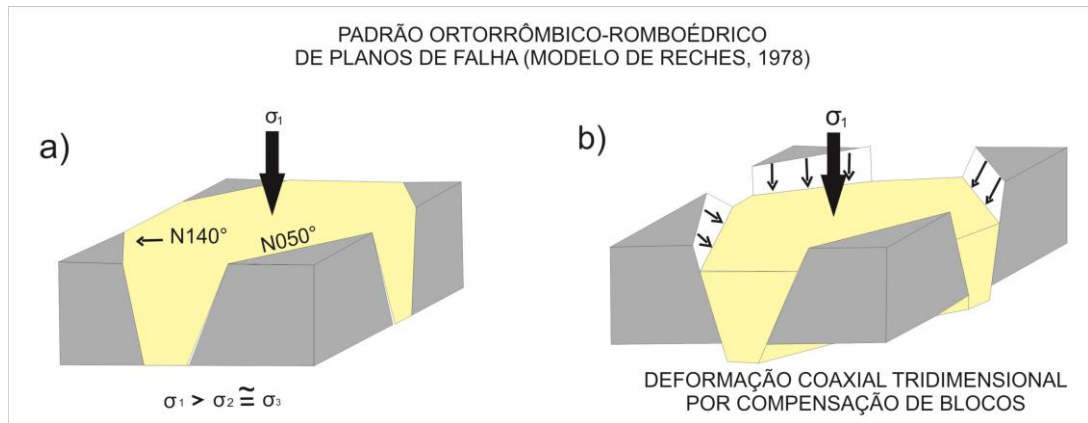 PADRÃO ORTORRÔMBICO-ROMBOÉDRICO
DE PLANOS DE FALHA (MODELO DE RECHES, 1978)
a)
σ₁
N140°
N050°
σ₁ > σ₂ ≅ σ₃
b)
σ₁
DEFORMAÇÃO COAXIAL TRIDIMENSIONAL
POR COMPENSAÇÃO DE BLOCOS